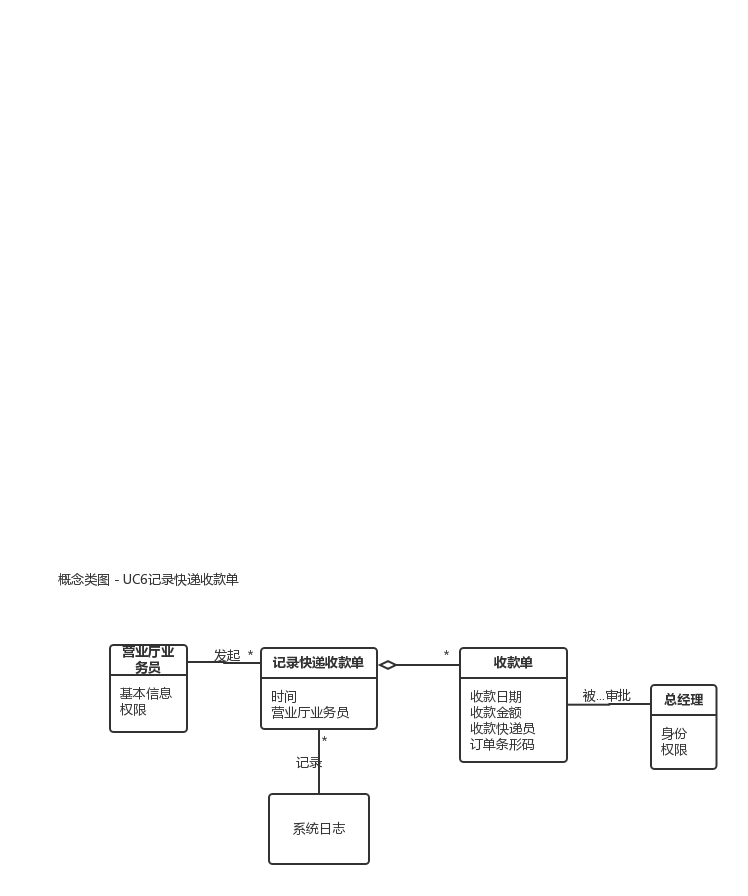 概念类图 - UC6记录快递收款单
营业厅业
务员
基本信息
权限
发起
*
记录快递收款单
时间
营业厅业务员
*
收款单
收款日期
收款金额
收款快递员
订单条形码
被...审批
总经理
身份
权限
*
记录
系统日志